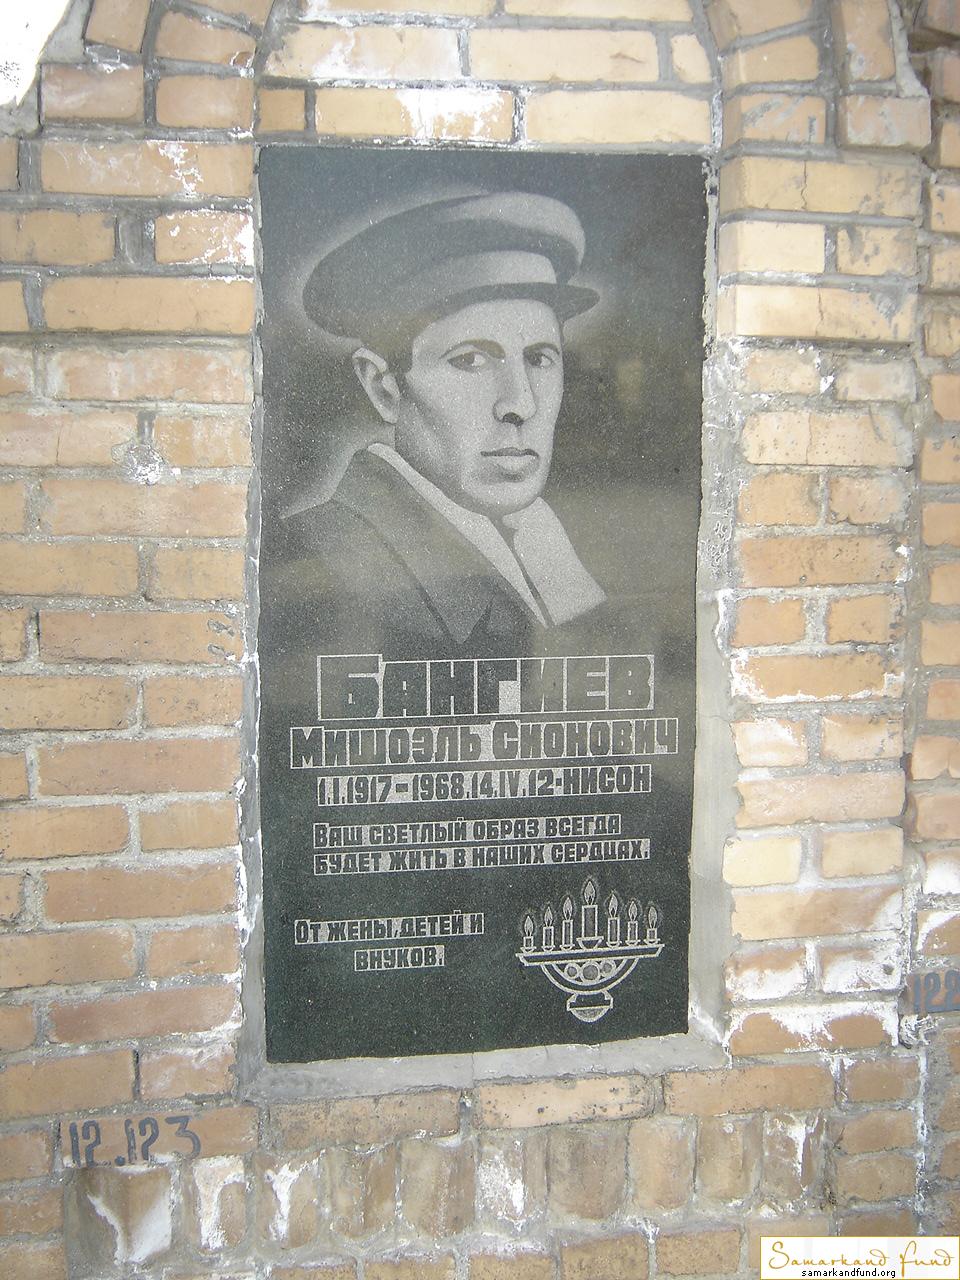 Бангиев
Мишоэль Сионович
1.1.1917-1968.14.IV.12-нисон
Ваш светлый образ всегда
будет жить в наших сердцах.
От жены, детей и
внуков.
122
12.123
Samarkand Fund
samarkandfund.org